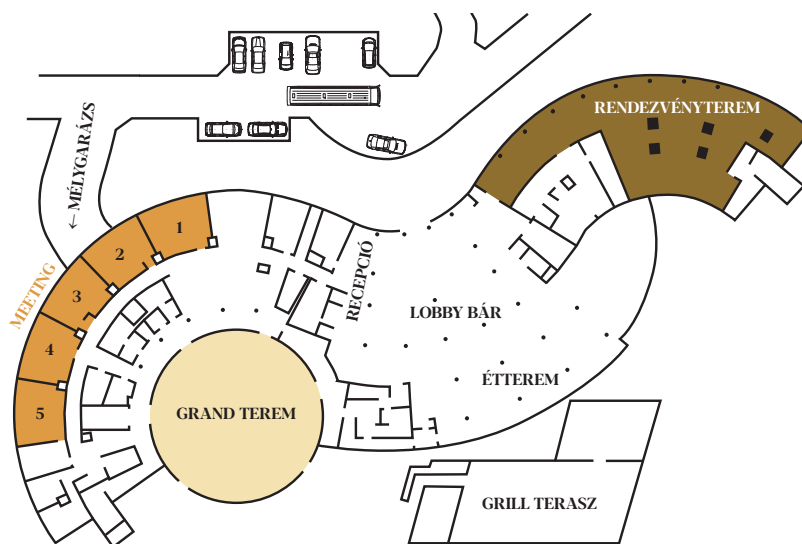 RENDEZVÉNYTEREM
← MÉLYGARÁZS
1
2
3
4
5
MEETING
RECEPCIÓ
LOBBY BÁR
ÉTTEREM
GRAND TEREM
GRILL TERASZ